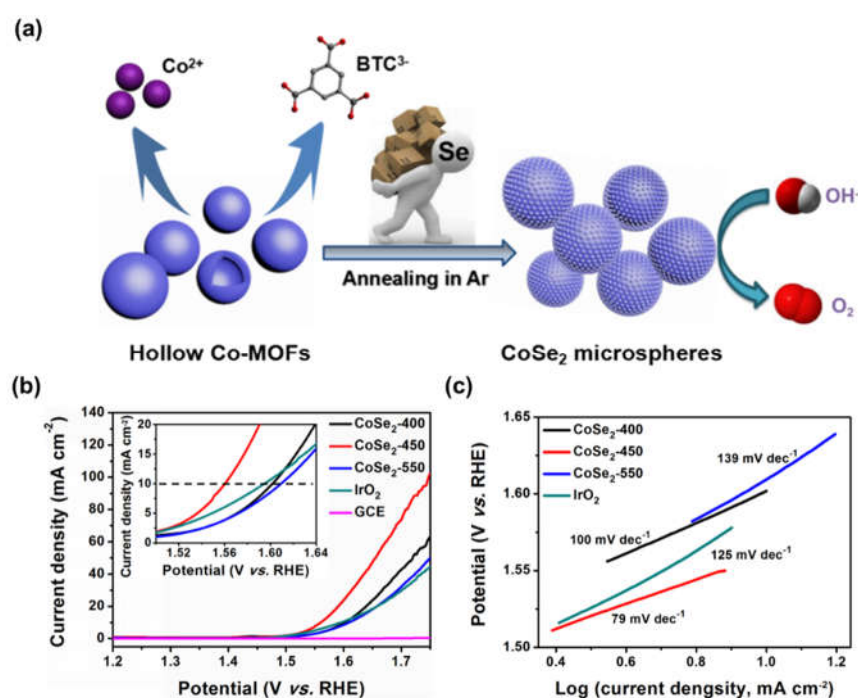 (a)
Co²⁺
BTC³⁻
Se
OH⁻
Annealing in Ar
O₂
Hollow Co-MOFs
CoSe₂ microspheres
(b)
Current density (mA cm⁻²)
140
120
100
80
60
40
20
0
1.2
1.3
1.4
1.5
1.6
1.7
Potential (V vs. RHE)
Current density (mA cm⁻²)
20
15
10
5
0
1.52
1.56
1.60
1.64
Potential (V vs. RHE)
CoSe₂-400
CoSe₂-450
CoSe₂-550
IrO₂
GCE
(c)
Potential (V vs. RHE)
1.65
1.60
1.55
1.50
CoSe₂-400
CoSe₂-450
CoSe₂-550
IrO₂
139 mV dec⁻¹
100 mV dec⁻¹
125 mV dec⁻¹
79 mV dec⁻¹
0.4
0.6
0.8
1.0
1.2
Log (current dengsity, mA cm⁻²)